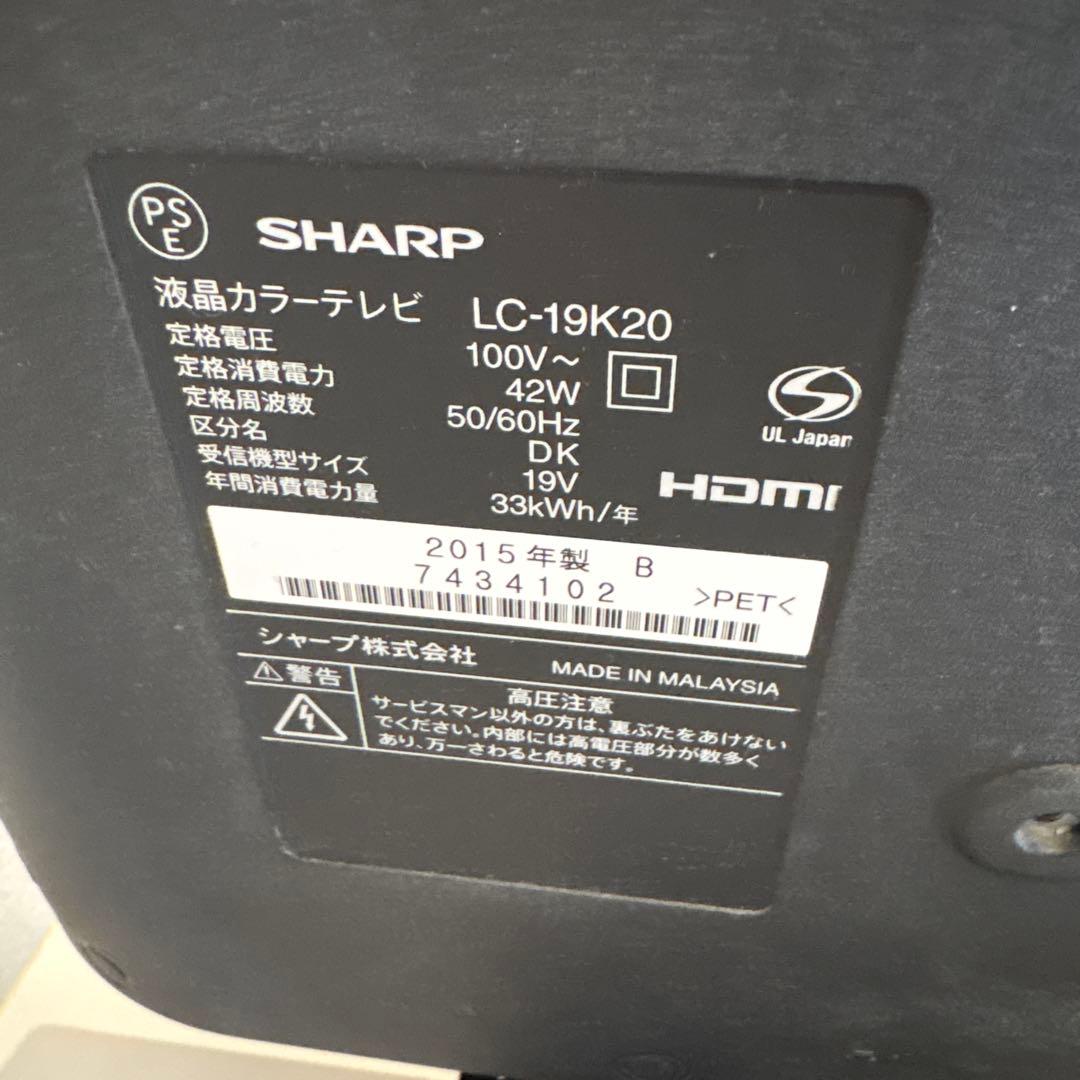 PS
E
SHARP
液晶カラーテレビ LC-19K20
定格電圧 100V～
定格消費電力 42W
定格周波数 50/60Hz
区分名 DK
受信機型サイズ 19V
年間消費電力量 33kWh/年
UL Japan
HDMI
2015年製 B
7434102 >PET<
シャープ株式会社 MADE IN MALAYSIA
警告
高圧注意
サービスマン以外の方は、裏ぶたをあけない
でください。内部には高電圧部分が数多く
あり、万一さわると危険です。